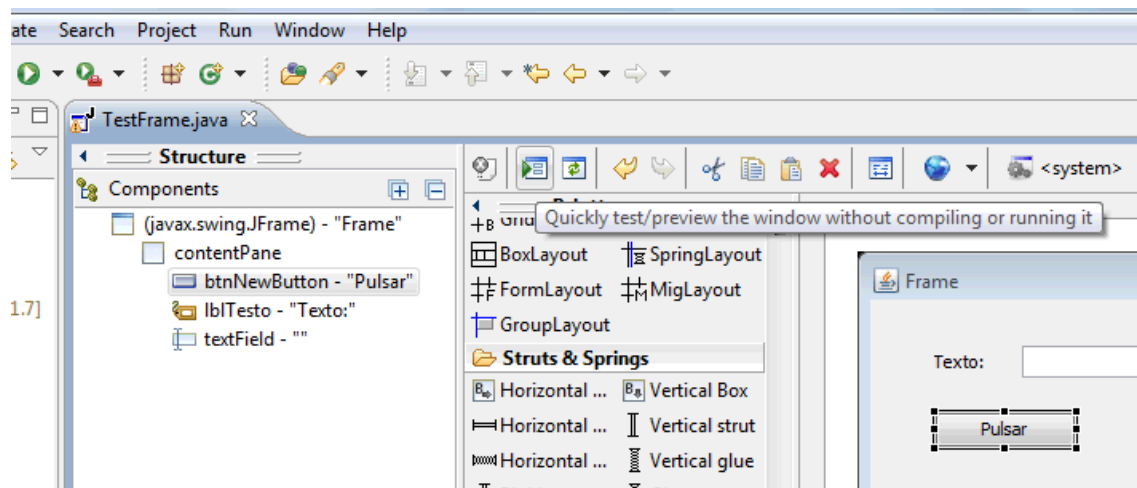 ate Search Project Run Window Help
TestFrame.java
Structure
Components
(javax.swing.JFrame) - "Frame"
contentPane
btnNewButton - "Pulsar"
lblTesto - "Texto:"
textField - ""
1.7]
<system>
Quickly test/preview the window without compiling or running it
BoxLayout SpringLayout
FormLayout MigLayout
GroupLayout
Struts & Springs
Horizontal ... Vertical Box
Horizontal ... Vertical strut
Horizontal ... Vertical glue
Frame
Texto:
Pulsar